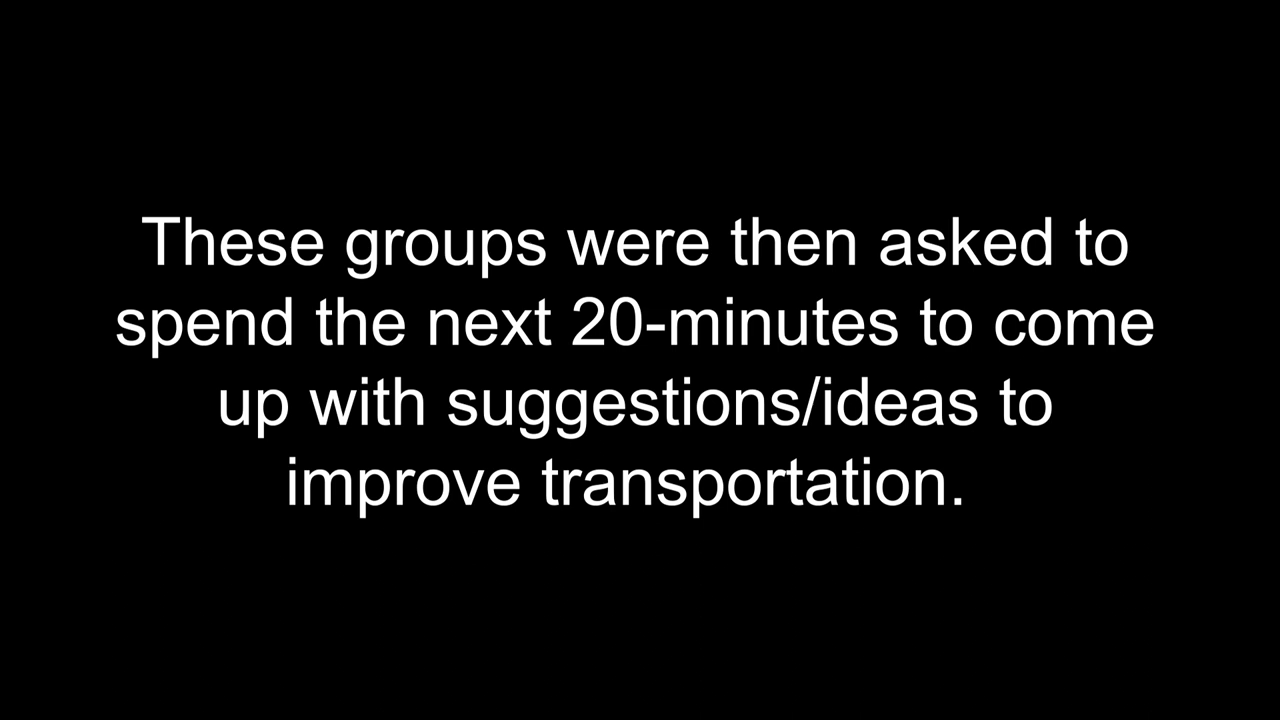 These groups were then asked to
spend the next 20-minutes to come
up with suggestions/ideas to
improve transportation.